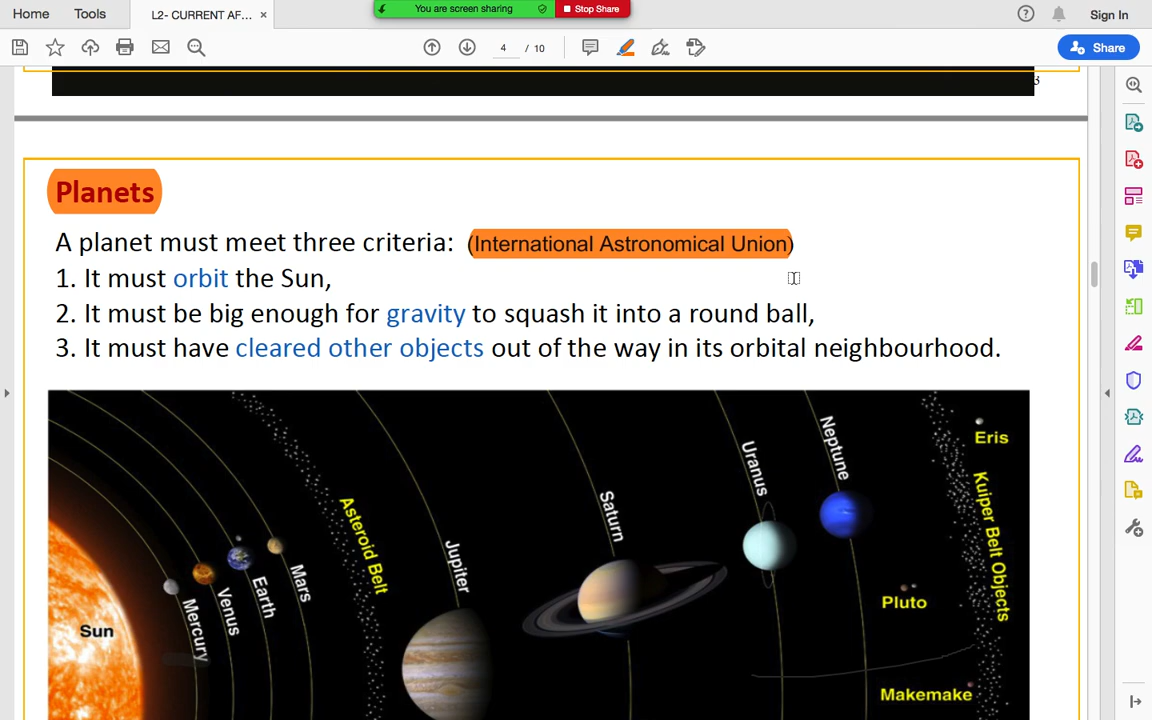 Home Tools L2- CURRENT AF... × You are screen sharing Stop Share Sign In
4 / 10 Share
3
Planets
A planet must meet three criteria: (International Astronomical Union)
1. It must orbit the Sun,
2. It must be big enough for gravity to squash it into a round ball,
3. It must have cleared other objects out of the way in its orbital neighbourhood.
Sun
Mercury
Venus
Earth
Mars
Asteroid Belt
Jupiter
Saturn
Uranus
Neptune
Eris
Kuiper Belt Objects
Pluto
Makemake